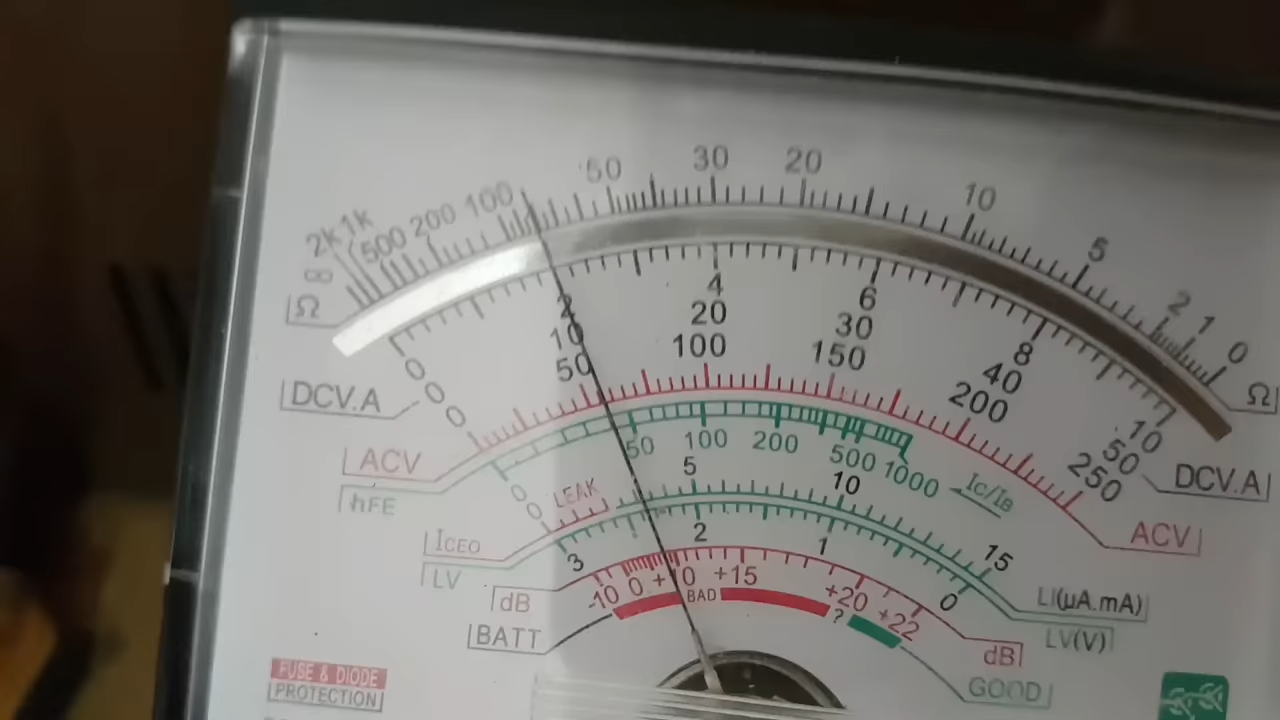 Ω ∞ 2k 1k 500 200 100 50 30 20 10 5 2 1 0 Ω
DCV.A 0 2 4 6 8 10 DCV.A
0 10 20 30 40 50
0 50 100 150 200 250
ACV ACV
hFE 0 50 100 200 500 1000 Ic/IB
ICEO 0 LEAK 5 10 15 LI(μA.mA)
LV 3 2 1 0 LV(V)
dB -10 0 +10 +15 +20 +22 dB
BATT BAD ? GOOD
FUSE & DIODE
PROTECTION